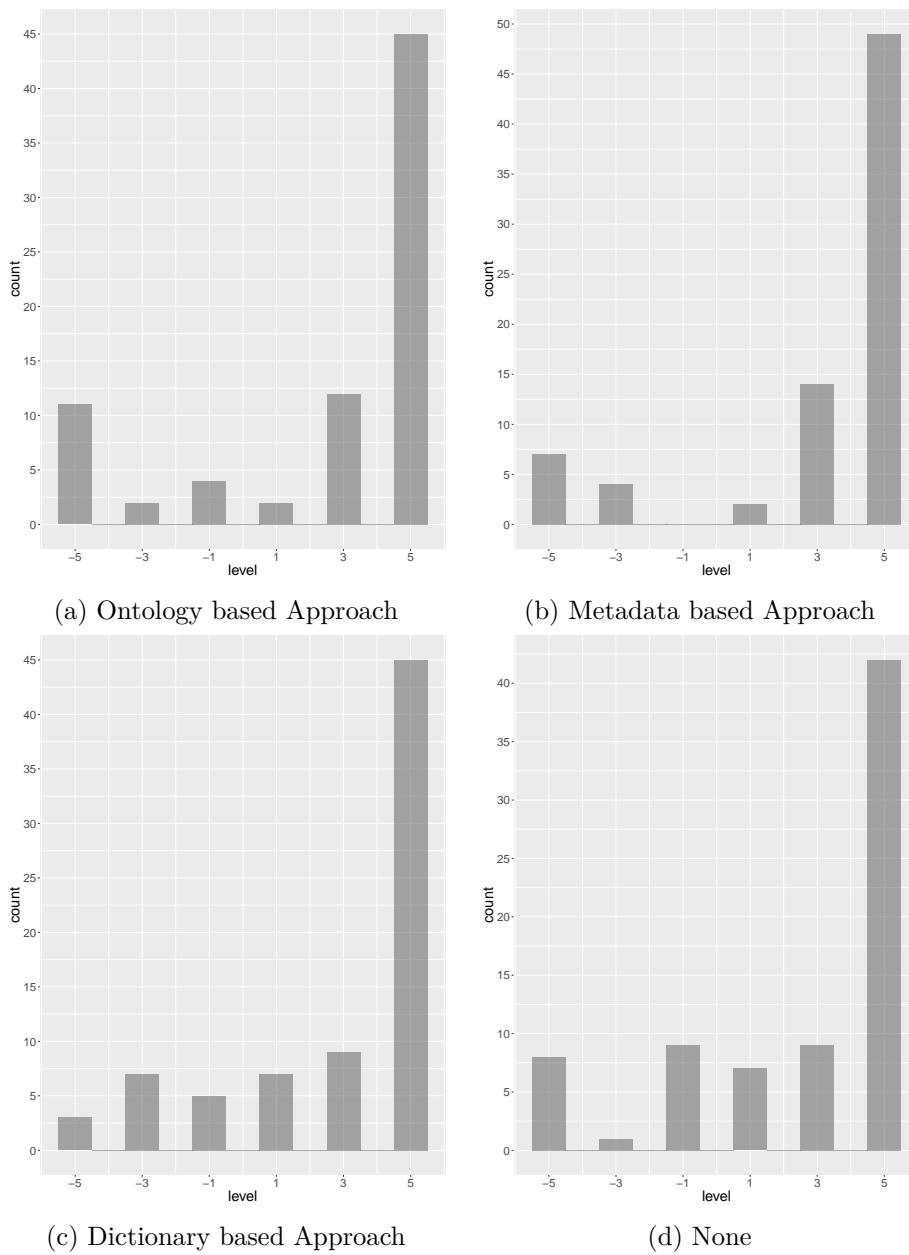 45
40
35
30
25
20
15
10
5
0
count
−5 −3 −1 1 3 5
level
(a) Ontology based Approach
50
45
40
35
30
25
20
15
10
5
0
count
−5 −3 −1 1 3 5
level
(b) Metadata based Approach
45
40
35
30
25
20
15
10
5
0
count
−5 −3 −1 1 3 5
level
(c) Dictionary based Approach
40
35
30
25
20
15
10
5
0
count
−5 −3 −1 1 3 5
level
(d) None